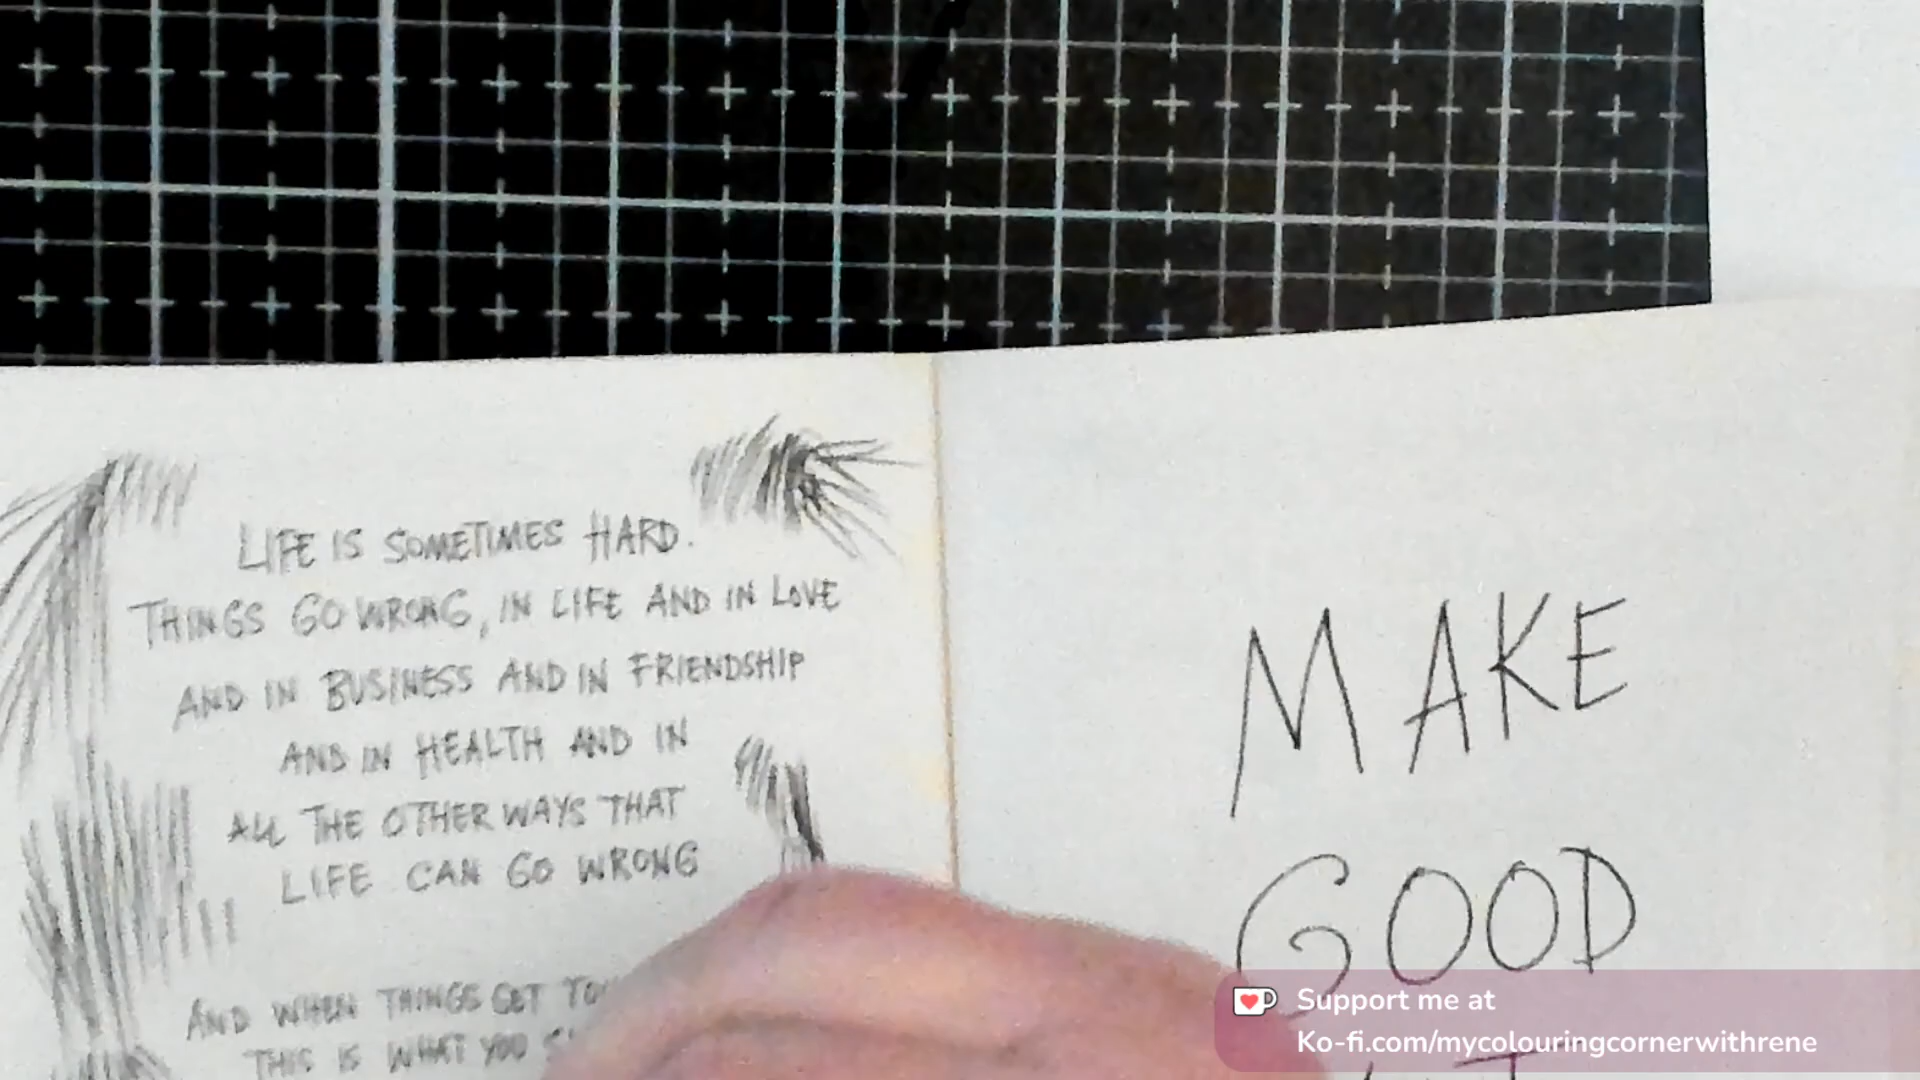 LIFE IS SOMETIMES HARD.
THINGS GO WRONG, IN LIFE AND IN LOVE
AND IN BUSINESS AND IN FRIENDSHIP
AND IN HEALTH AND IN
ALL THE OTHER WAYS THAT
LIFE CAN GO WRONG
AND WHEN THINGS GET
THIS IS WHAT YOU
MAKE
GOOD
Support me at
Ko-fi.com/mycolouringcornerwithrene